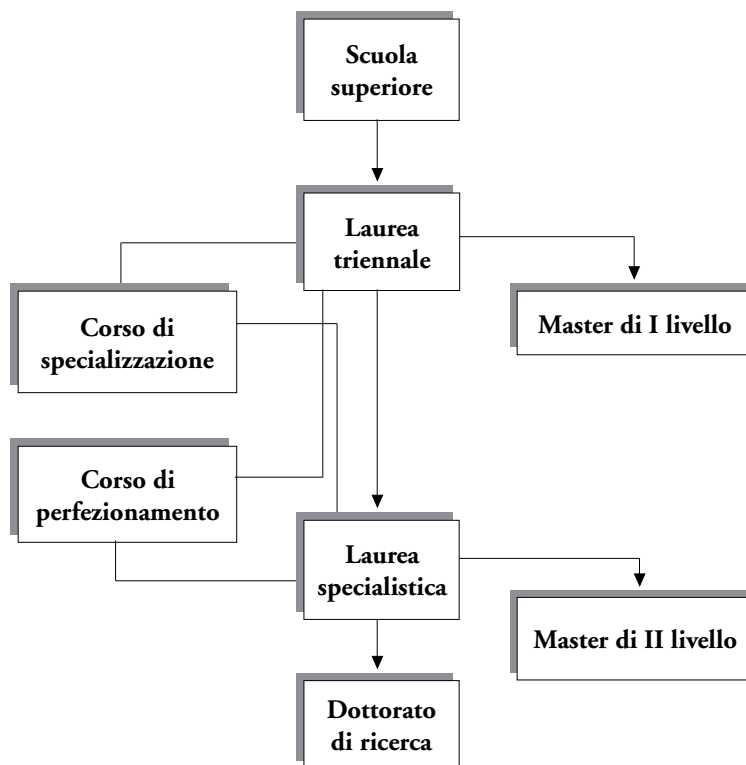 Scuola
superiore
Laurea
triennale
Corso di
specializzazione
Master di I livello
Corso di
perfezionamento
Laurea
specialistica
Master di II livello
Dottorato
di ricerca